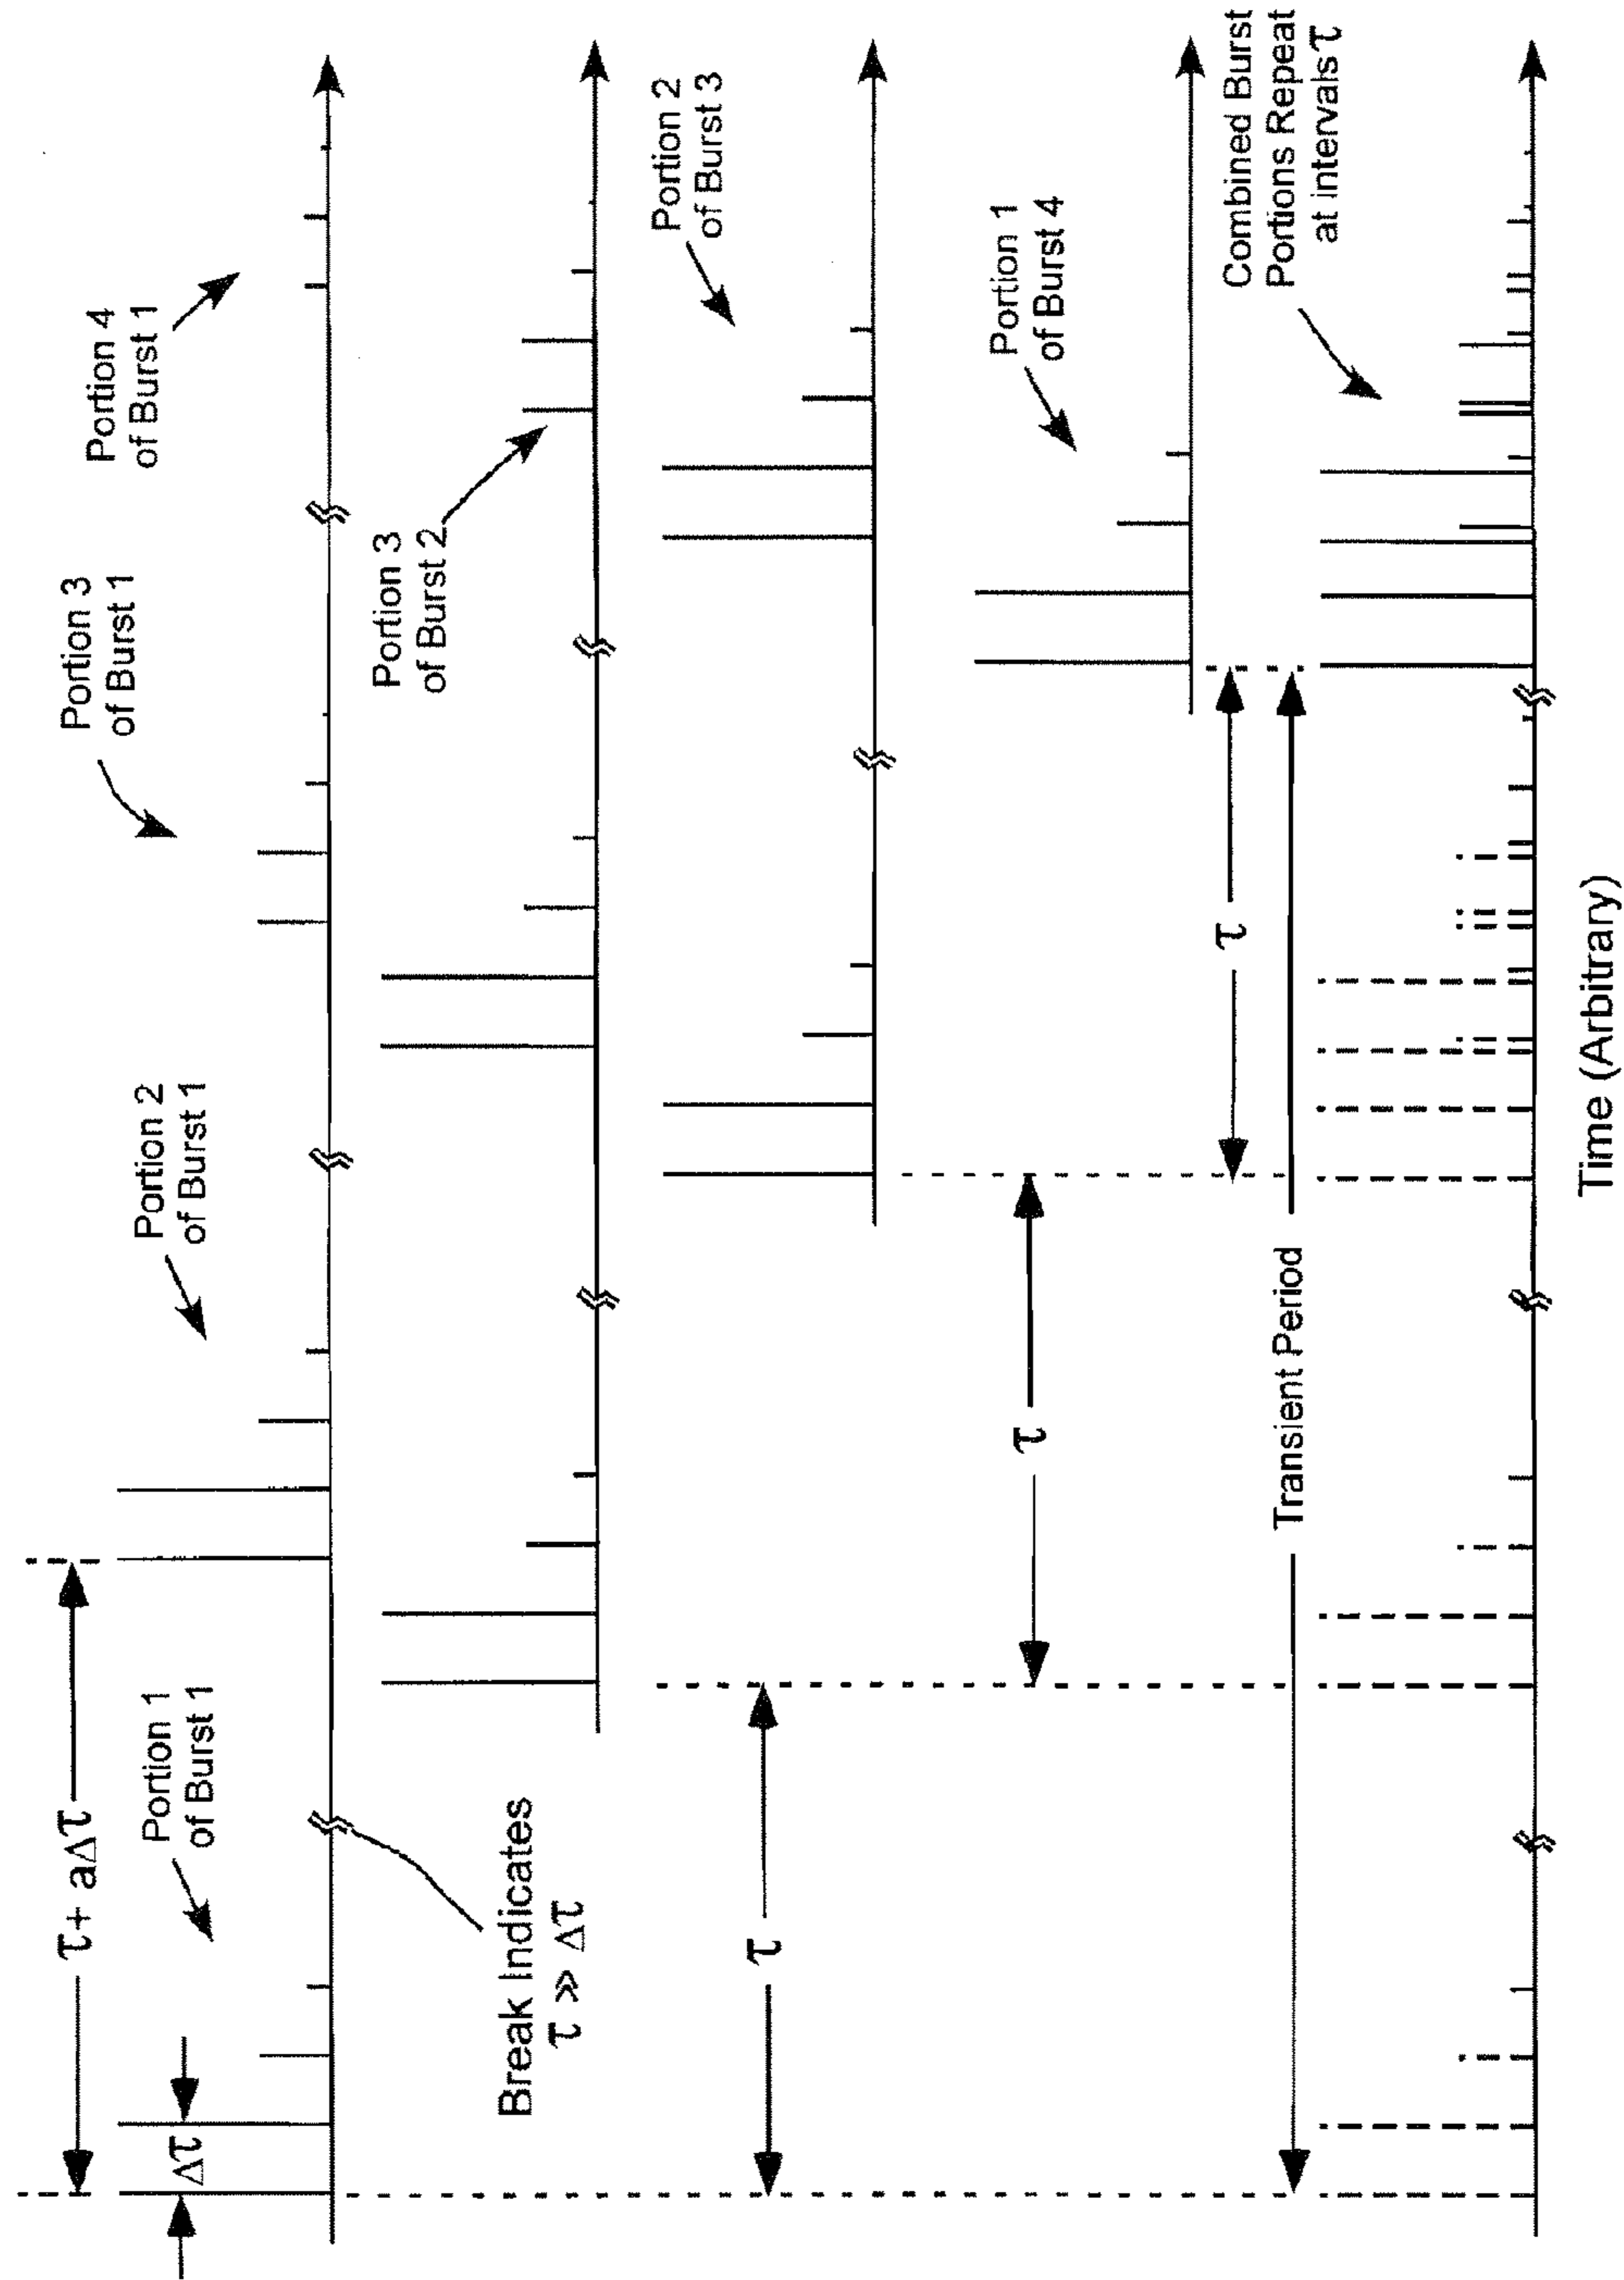 τ + aΔτ
Δτ
Portion 1
of Burst 1
Portion 2
of Burst 1
Portion 3
of Burst 1
Portion 4
of Burst 1
Break Indicates
τ >> Δτ
Portion 3
of Burst 2
τ
Portion 2
of Burst 3
τ
Portion 1
of Burst 4
τ
Transient Period
Combined Burst
Portions Repeat
at intervals τ
Time (Arbitrary)